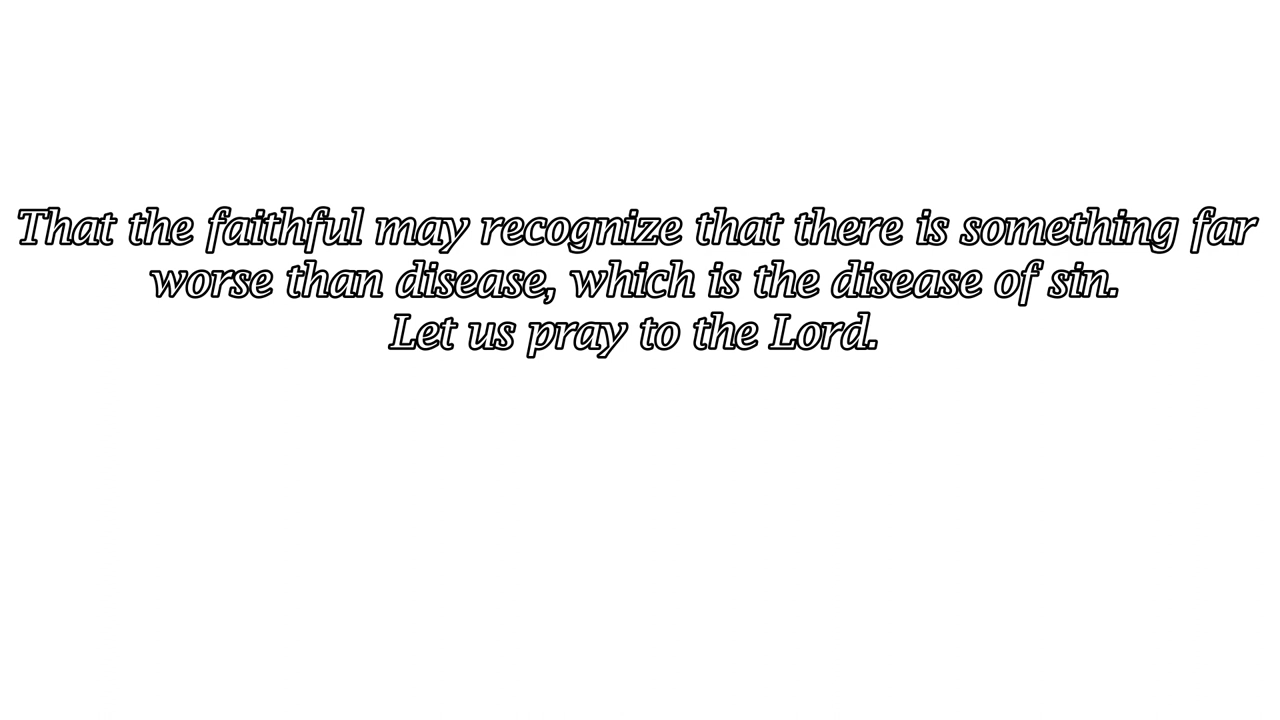 That the faithful may recognize that there is something far
worse than disease, which is the disease of sin.
Let us pray to the Lord.